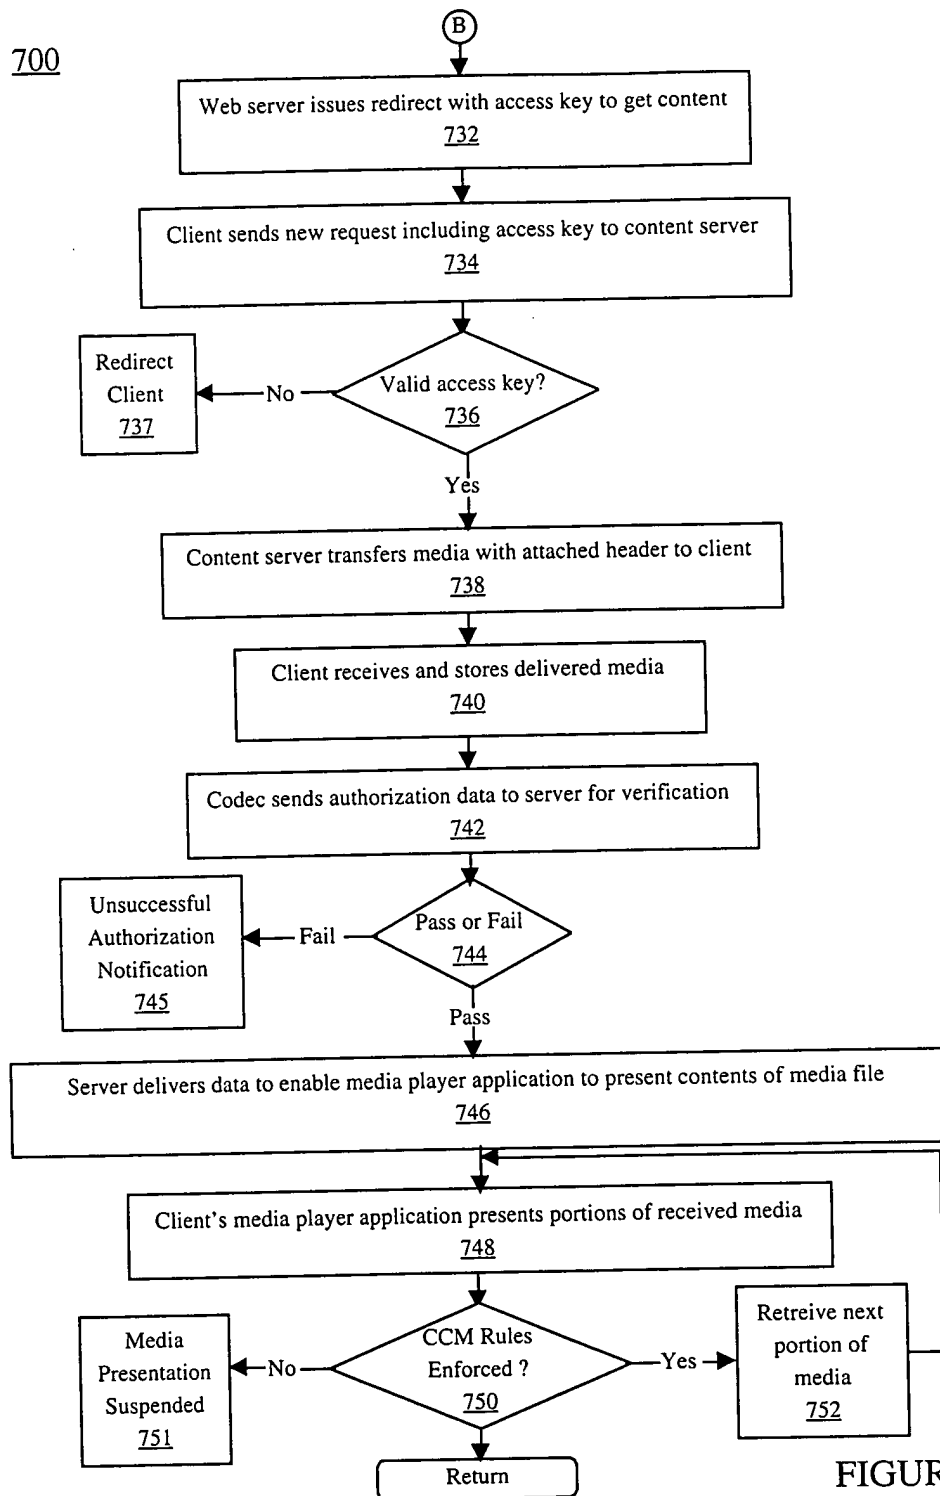 B
700
Web server issues redirect with access key to get content
732
Client sends new request including access key to content server
734
Redirect
Client
737
No
Valid access key?
736
Yes
Content server transfers media with attached header to client
738
Client receives and stores delivered media
740
Codec sends authorization data to server for verification
742
Unsuccessful
Authorization
Notification
745
Fail
Pass or Fail
744
Pass
Server delivers data to enable media player application to present contents of media file
746
Client's media player application presents portions of received media
748
Media
Presentation
Suspended
751
No
CCM Rules
Enforced ?
750
Yes
Retreive next
portion of
media
752
Return
FIGUR